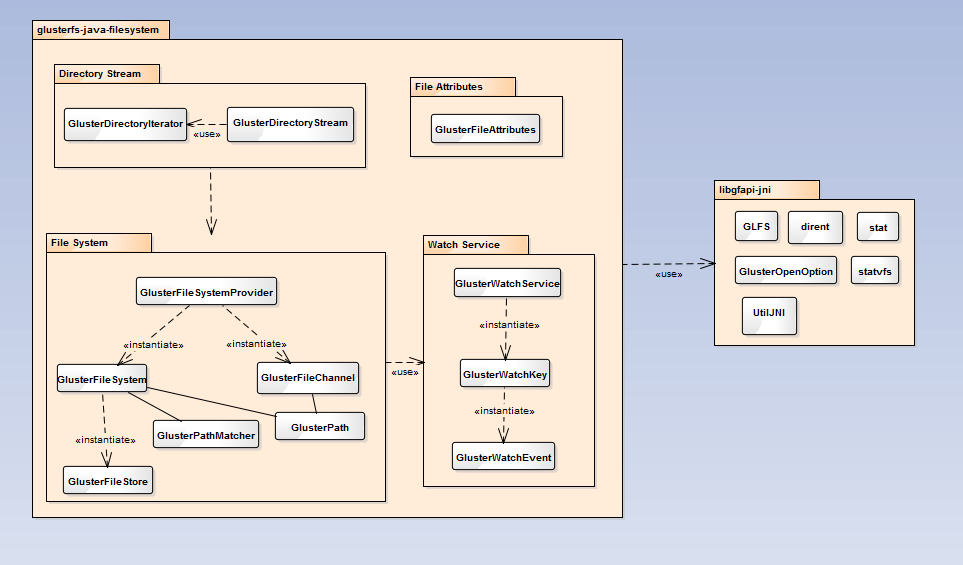 glusterfs-java-filesystem
Directory Stream
GlusterDirectoryIterator
«use»
GlusterDirectoryStream
File Attributes
GlusterFileAttributes
File System
GlusterFileSystemProvider
«instantiate»
«instantiate»
GlusterFileSystem
GlusterFileChannel
GlusterPathMatcher
GlusterPath
«instantiate»
GlusterFileStore
«use»
Watch Service
GlusterWatchService
«instantiate»
GlusterWatchKey
«instantiate»
GlusterWatchEvent
«use»
libgfapi-jni
GLFS
dirent
stat
GlusterOpenOption
statvfs
UtilJNI